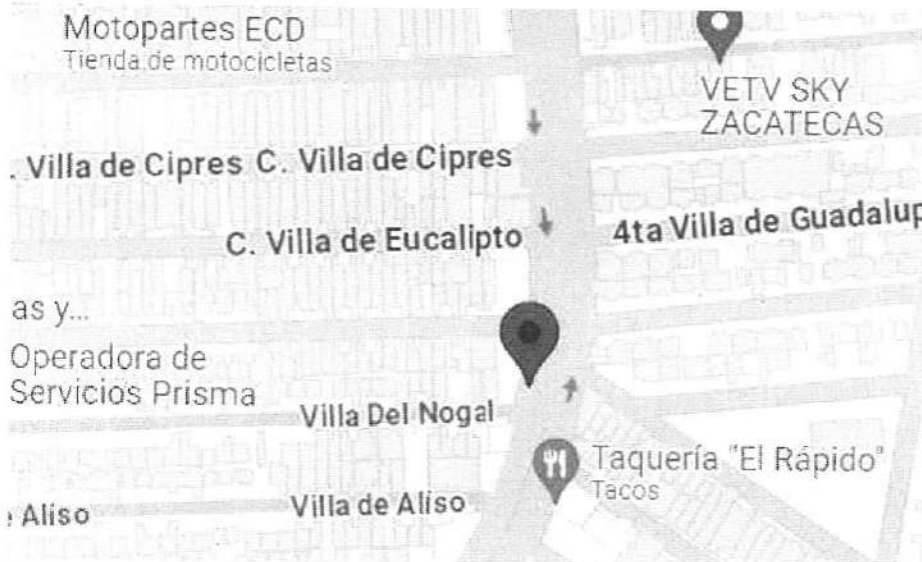 Motopartes ECD
Tienda de motocicletas
VETV SKY
ZACATECAS
. Villa de Cipres C. Villa de Cipres
C. Villa de Eucalipto
4ta Villa de Guadalup
as y...
Operadora de
Servicios Prisma
Villa Del Nogal
Taquería "El Rápido"
Tacos
Aliso
Villa de Aliso